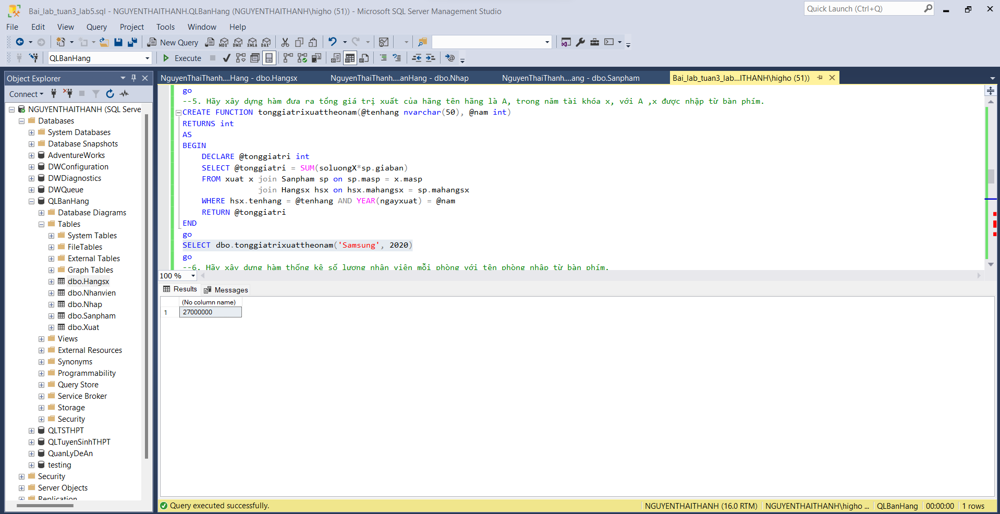 Bai_lab_tuan3_lab5.sql - NGUYENTHAITHANH.QLBanHang (NGUYENTHAITHANH\higho (51)) - Microsoft SQL Server Management Studio
Quick Launch (Ctrl+Q)
File Edit View Query Project Tools Window Help
New Query MDX DMX XMLA DAX
QLBanHang Execute
Object Explorer
Connect
NGUYENTHAITHANH (SQL Serve
Databases
System Databases
Database Snapshots
AdventureWorks
DWConfiguration
DWDiagnostics
DWQueue
QLBanHang
Database Diagrams
Tables
System Tables
FileTables
External Tables
Graph Tables
dbo.Hangsx
dbo.Nhanvien
dbo.Nhap
dbo.Sanpham
dbo.Xuat
Views
External Resources
Synonyms
Programmability
Query Store
Service Broker
Storage
Security
QLTSTHPT
QLTuyenSinhTHPT
QuanLyDeAn
testing
Security
Server Objects
Replication
NguyenThaiThanh....Hang - dbo.Hangsx NguyenThaiThanh....anHang - dbo.Nhap NguyenThaiThanh....ang - dbo.Sanpham Bai_lab_tuan3_lab...ITHANH\higho (51))
go
--5. Hãy xây dựng hàm đưa ra tổng giá trị xuất của hãng tên hãng là A, trong năm tài khóa x, với A ,x được nhập từ bàn phím.
CREATE FUNCTION tonggiatrixuattheonam(@tenhang nvarchar(50), @nam int)
RETURNS int
AS
BEGIN
DECLARE @tonggiatri int
SELECT @tonggiatri = SUM(soluongX*sp.giaban)
FROM xuat x join Sanpham sp on sp.masp = x.masp
join Hangsx hsx on hsx.mahangsx = sp.mahangsx
WHERE hsx.tenhang = @tenhang AND YEAR(ngayxuat) = @nam
RETURN @tonggiatri
END
go
SELECT dbo.tonggiatrixuattheonam('Samsung', 2020)
go
--6. Hãy xây dựng hàm thống kê số lượng nhân viên mỗi phòng với tên phòng nhập từ bàn phím.
100 %
Results Messages
(No column name)
1 27000000
Query executed successfully. NGUYENTHAITHANH (16.0 RTM) NGUYENTHAITHANH\higho ... QLBanHang 00:00:00 1 rows